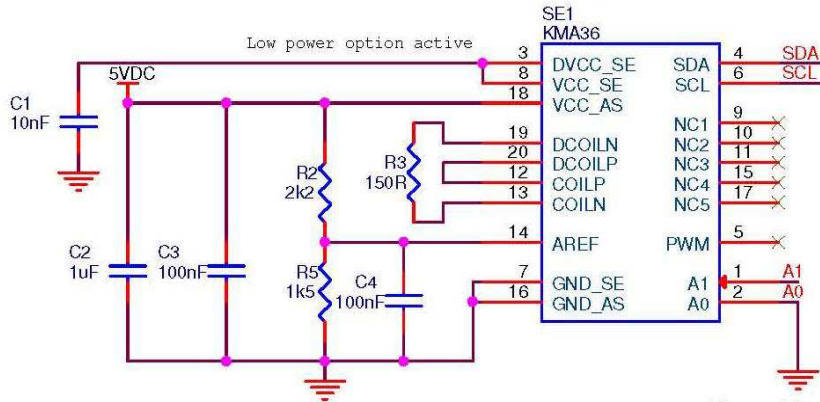 SE1
KMA36
Low power option active
5VDC
C1
10nF
C2
1uF
C3
100nF
R2
2k2
R5
1k5
C4
100nF
R3
150R
3 DVCC_SE
8 VCC_SE
18 VCC_AS
19 DCOILN
20 DCOILP
12 COILP
13 COILN
14 AREF
7 GND_SE
16 GND_AS
SDA 4 SDA
SCL 6 SCL
NC1 9
NC2 10
NC3 11
NC4 15
NC5 17
PWM 5
A1 1 A1
A0 2 A0